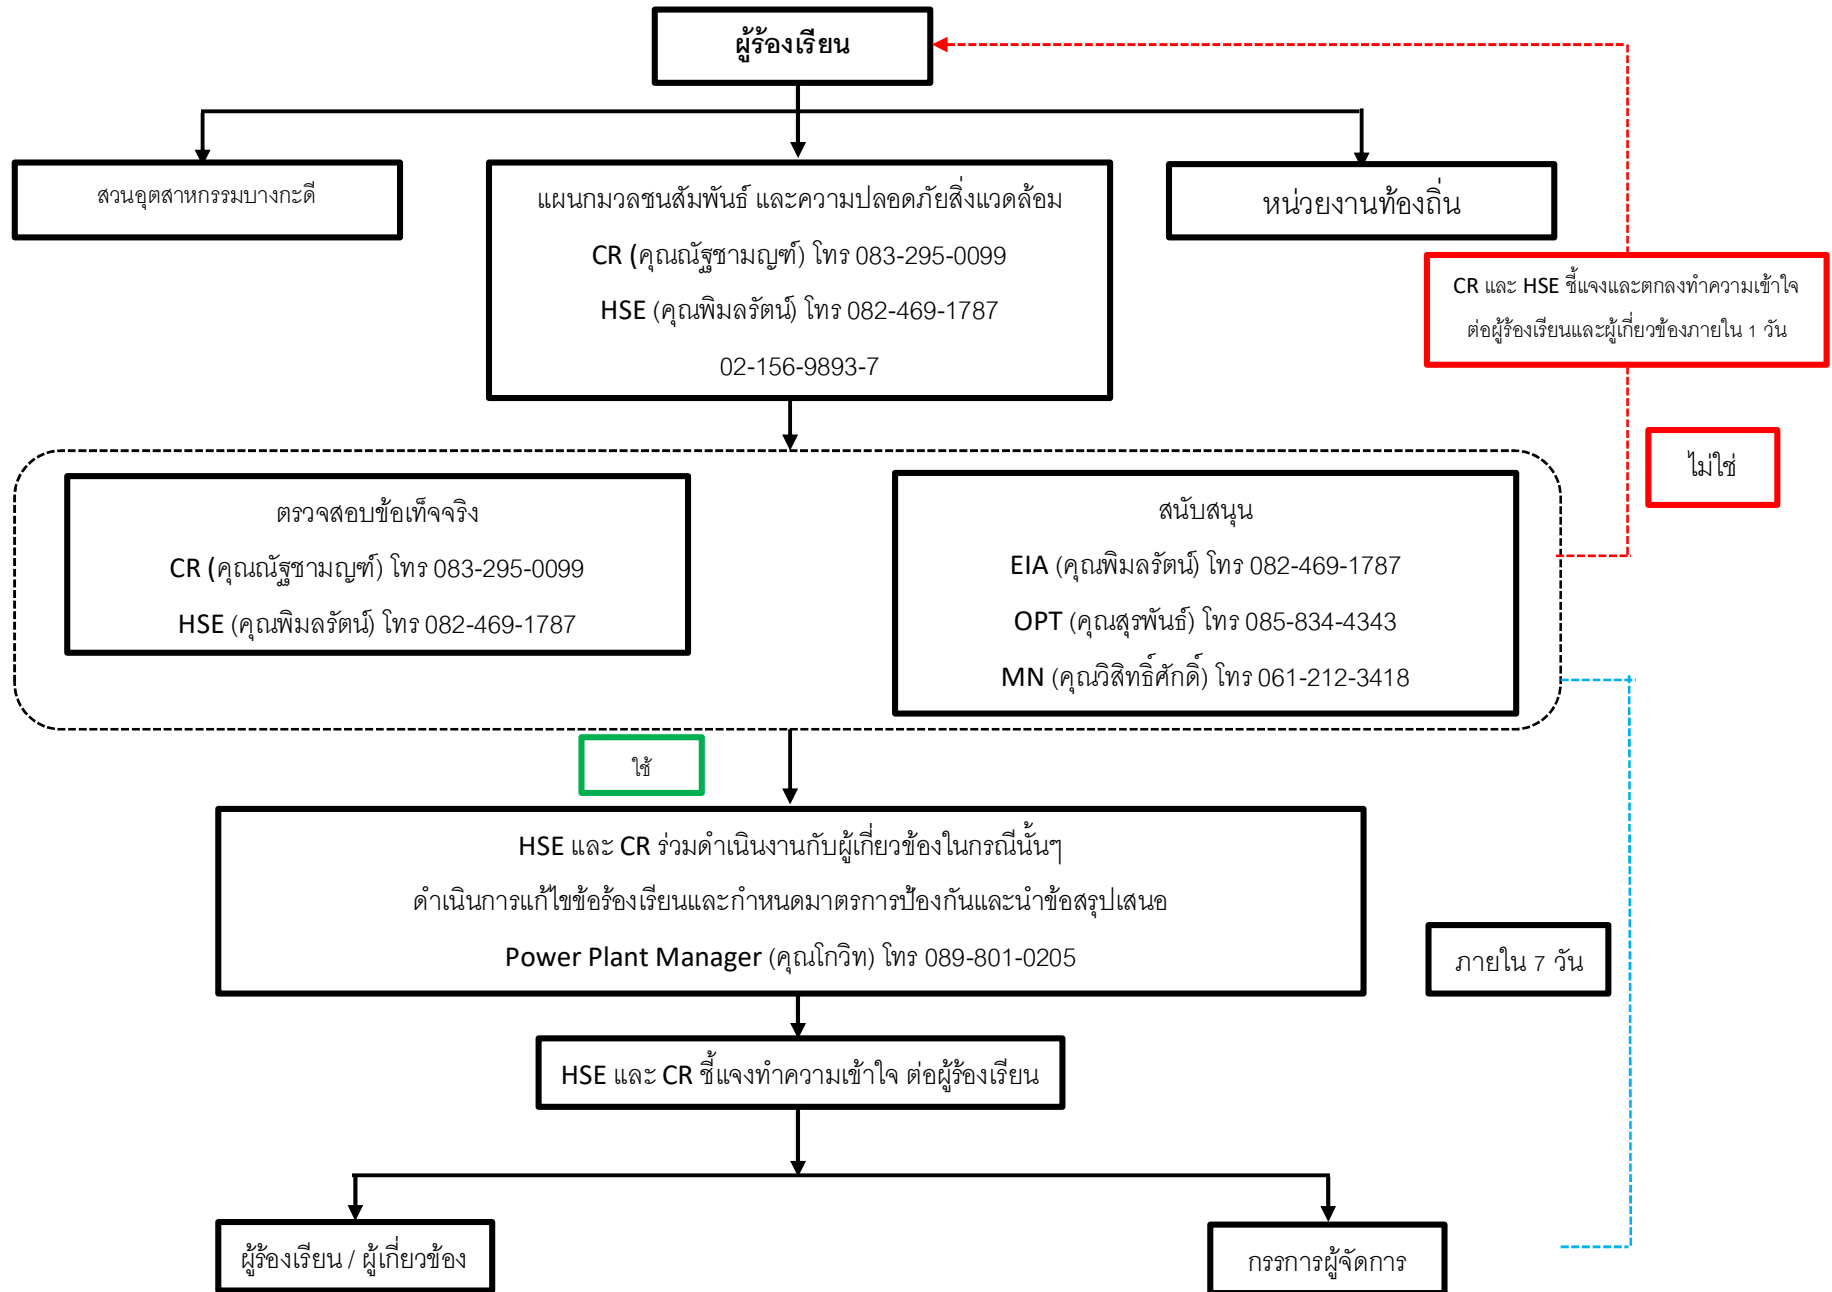 ผู้ร้องเรียน
สวนอุตสาหกรรมบางกะดี
แผนกมวลชนสัมพันธ์ และความปลอดภัยสิ่งแวดล้อม
CR (คุณณัฐชามญฑ์) โทร 083-295-0099
HSE (คุณพิมลรัตน์) โทร 082-469-1787
02-156-9893-7
หน่วยงานท้องถิ่น
CR และ HSE ชี้แจงและตกลงทำความเข้าใจ
ต่อผู้ร้องเรียนและผู้เกี่ยวข้องภายใน 1 วัน
ไม่ใช่
ตรวจสอบข้อเท็จจริง
CR (คุณณัฐชามญฑ์) โทร 083-295-0099
HSE (คุณพิมลรัตน์) โทร 082-469-1787
สนับสนุน
EIA (คุณพิมลรัตน์) โทร 082-469-1787
OPT (คุณสุรพันธ์) โทร 085-834-4343
MN (คุณวิสิทธิ์ศักดิ์) โทร 061-212-3418
ใช้
HSE และ CR ร่วมดำเนินงานกับผู้เกี่ยวข้องในกรณีนั้นๆ
ดำเนินการแก้ไขข้อร้องเรียนและกำหนดมาตรการป้องกันและนำข้อสรุปเสนอ
Power Plant Manager (คุณโกวิท) โทร 089-801-0205
ภายใน 7 วัน
HSE และ CR ชี้แจงทำความเข้าใจ ต่อผู้ร้องเรียน
ผู้ร้องเรียน / ผู้เกี่ยวข้อง
กรรการผู้จัดการ